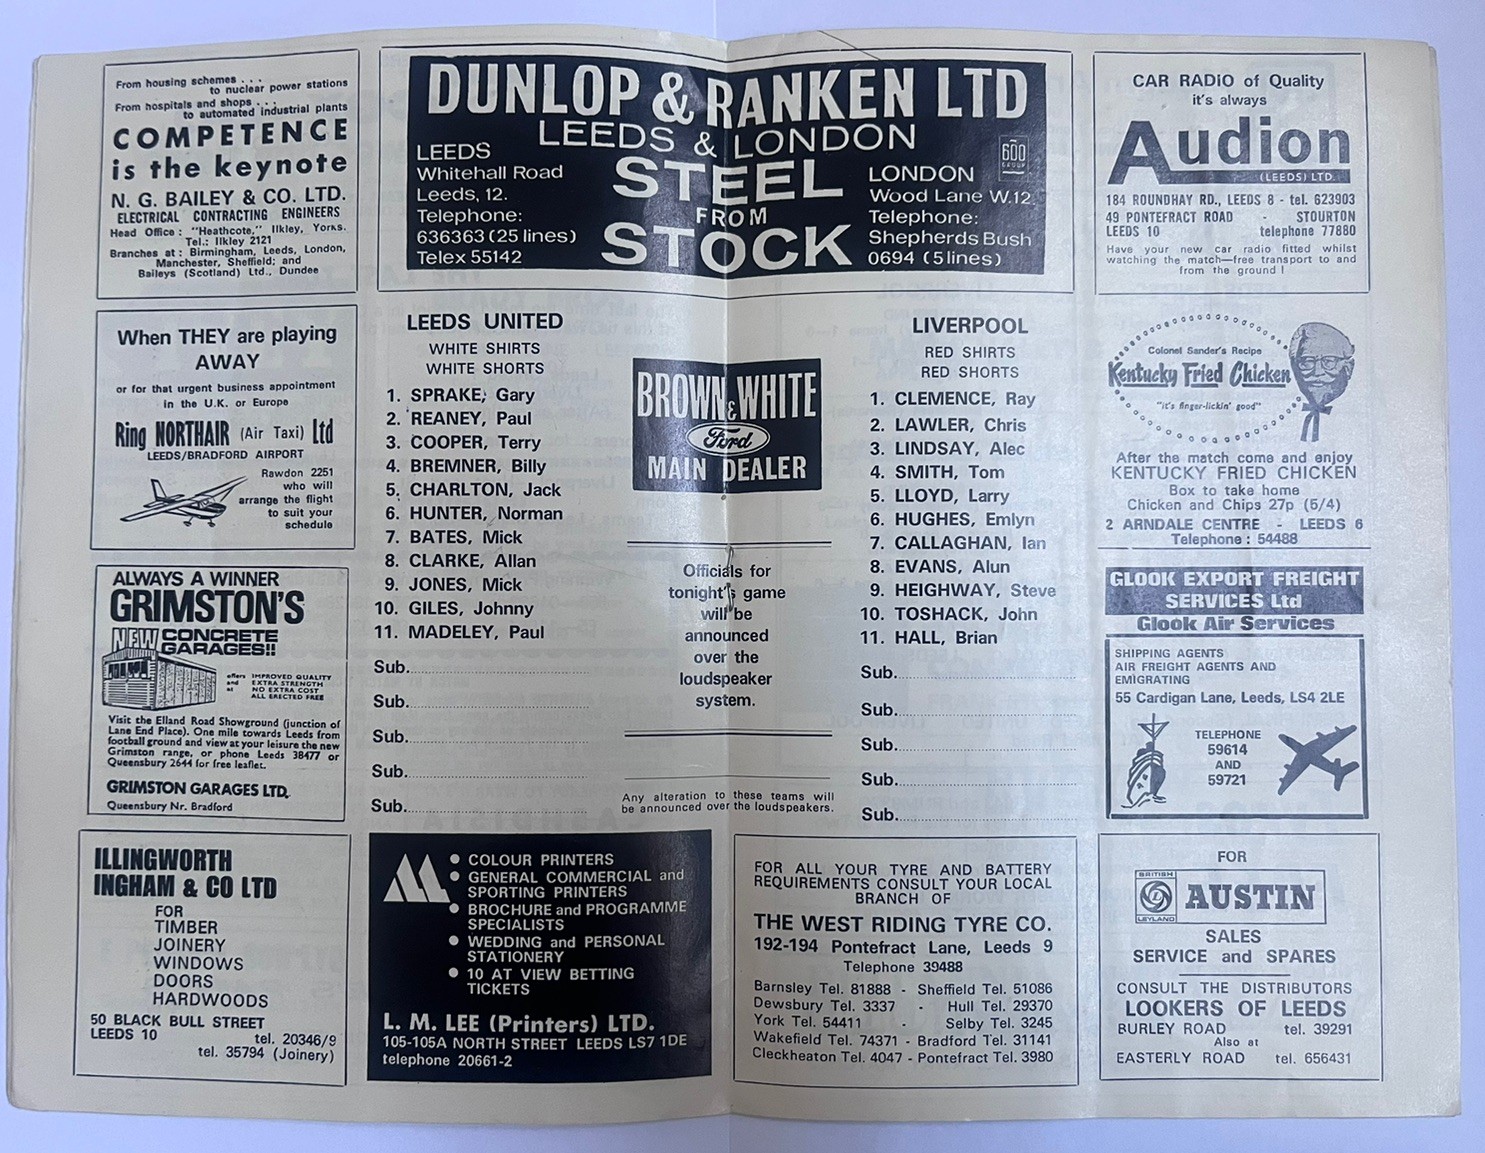 From housing schemes . . .
to nuclear power stations
From hospitals and shops . . .
to automated industrial plants
COMPETENCE
is the keynote
N. G. BAILEY & CO. LTD.
ELECTRICAL CONTRACTING ENGINEERS
Head Office : "Heathcote," Ilkley, Yorks.
Tel.: Ilkley 2121
Branches at : Birmingham, Leeds, London,
Manchester, Sheffield; and
Baileys (Scotland) Ltd., Dundee
DUNLOP & RANKEN LTD
LEEDS & LONDON
STEEL
FROM
STOCK
LEEDS
Whitehall Road
Leeds, 12.
Telephone:
636363 (25 lines)
Telex 55142
600
GROUP
LONDON
Wood Lane W.12.
Telephone:
Shepherds Bush
0694 (5 lines)
CAR RADIO of Quality
it's always
Audion
(LEEDS) LTD.
184 ROUNDHAY RD., LEEDS 8 - tel. 623903
49 PONTEFRACT ROAD - STOURTON
LEEDS 10 telephone 77880
Have your new car radio fitted whilst
watching the match—free transport to and
from the ground !
When THEY are playing
AWAY
or for that urgent business appointment
in the U.K. or Europe
Ring NORTHAIR (Air Taxi) Ltd
LEEDS/BRADFORD AIRPORT
Rawdon 2251
who will
arrange the flight
to suit your
schedule
LEEDS UNITED
WHITE SHIRTS
WHITE SHORTS
1. SPRAKE, Gary
2. REANEY, Paul
3. COOPER, Terry
4. BREMNER, Billy
5. CHARLTON, Jack
6. HUNTER, Norman
7. BATES, Mick
8. CLARKE, Allan
9. JONES, Mick
10. GILES, Johnny
11. MADELEY, Paul
Sub.
Sub.
Sub.
Sub.
Sub.
BROWN & WHITE
Ford
MAIN DEALER
Officials for
tonight's game
will be
announced
over the
loudspeaker
system.
Any alteration to these teams will
be announced over the loudspeakers.
LIVERPOOL
RED SHIRTS
RED SHORTS
1. CLEMENCE, Ray
2. LAWLER, Chris
3. LINDSAY, Alec
4. SMITH, Tom
5. LLOYD, Larry
6. HUGHES, Emlyn
7. CALLAGHAN, Ian
8. EVANS, Alun
9. HEIGHWAY, Steve
10. TOSHACK, John
11. HALL, Brian
Sub.
Sub.
Sub.
Sub.
Sub.
Colonel Sander's Recipe
Kentucky Fried Chicken
"it's finger-lickin' good"
After the match come and enjoy
KENTUCKY FRIED CHICKEN
Box to take home
Chicken and Chips 27p (5/4)
2 ARNDALE CENTRE - LEEDS 6
Telephone : 54488
ALWAYS A WINNER
GRIMSTON'S
NEW CONCRETE
GARAGES!!
offers IMPROVED QUALITY
and EXTRA STRENGTH
at NO EXTRA COST
ALL ERECTED FREE
Visit the Elland Road Showground (junction of
Lane End Place). One mile towards Leeds from
football ground and view at your leisure the new
Grimston range, or phone Leeds 38477 or
Queensbury 2644 for free leaflet.
GRIMSTON GARAGES LTD.
Queensbury Nr. Bradford
GLOOK EXPORT FREIGHT
SERVICES Ltd
Glook Air Services
SHIPPING AGENTS
AIR FREIGHT AGENTS AND
EMIGRATING
55 Cardigan Lane, Leeds, LS4 2LE
TELEPHONE
59614
AND
59721
ILLINGWORTH
INGHAM & CO LTD
FOR
TIMBER
JOINERY
WINDOWS
DOORS
HARDWOODS
50 BLACK BULL STREET
LEEDS 10 tel. 20346/9
tel. 35794 (Joinery)
• COLOUR PRINTERS
• GENERAL COMMERCIAL and
SPORTING PRINTERS
• BROCHURE and PROGRAMME
SPECIALISTS
• WEDDING and PERSONAL
STATIONERY
• 10 AT VIEW BETTING
TICKETS
L. M. LEE (Printers) LTD.
105-105A NORTH STREET LEEDS LS7 1DE
telephone 20661-2
FOR ALL YOUR TYRE AND BATTERY
REQUIREMENTS CONSULT YOUR LOCAL
BRANCH OF
THE WEST RIDING TYRE CO.
192-194 Pontefract Lane, Leeds 9
Telephone 39488
Barnsley Tel. 81888 - Sheffield Tel. 51086
Dewsbury Tel. 3337 - Hull Tel. 29370
York Tel. 54411 - Selby Tel. 3245
Wakefield Tel. 74371 - Bradford Tel. 31141
Cleckheaton Tel. 4047 - Pontefract Tel. 3980
FOR
BRITISH
LEYLAND
AUSTIN
SALES
SERVICE and SPARES
CONSULT THE DISTRIBUTORS
LOOKERS OF LEEDS
BURLEY ROAD tel. 39291
Also at
EASTERLY ROAD tel. 656431